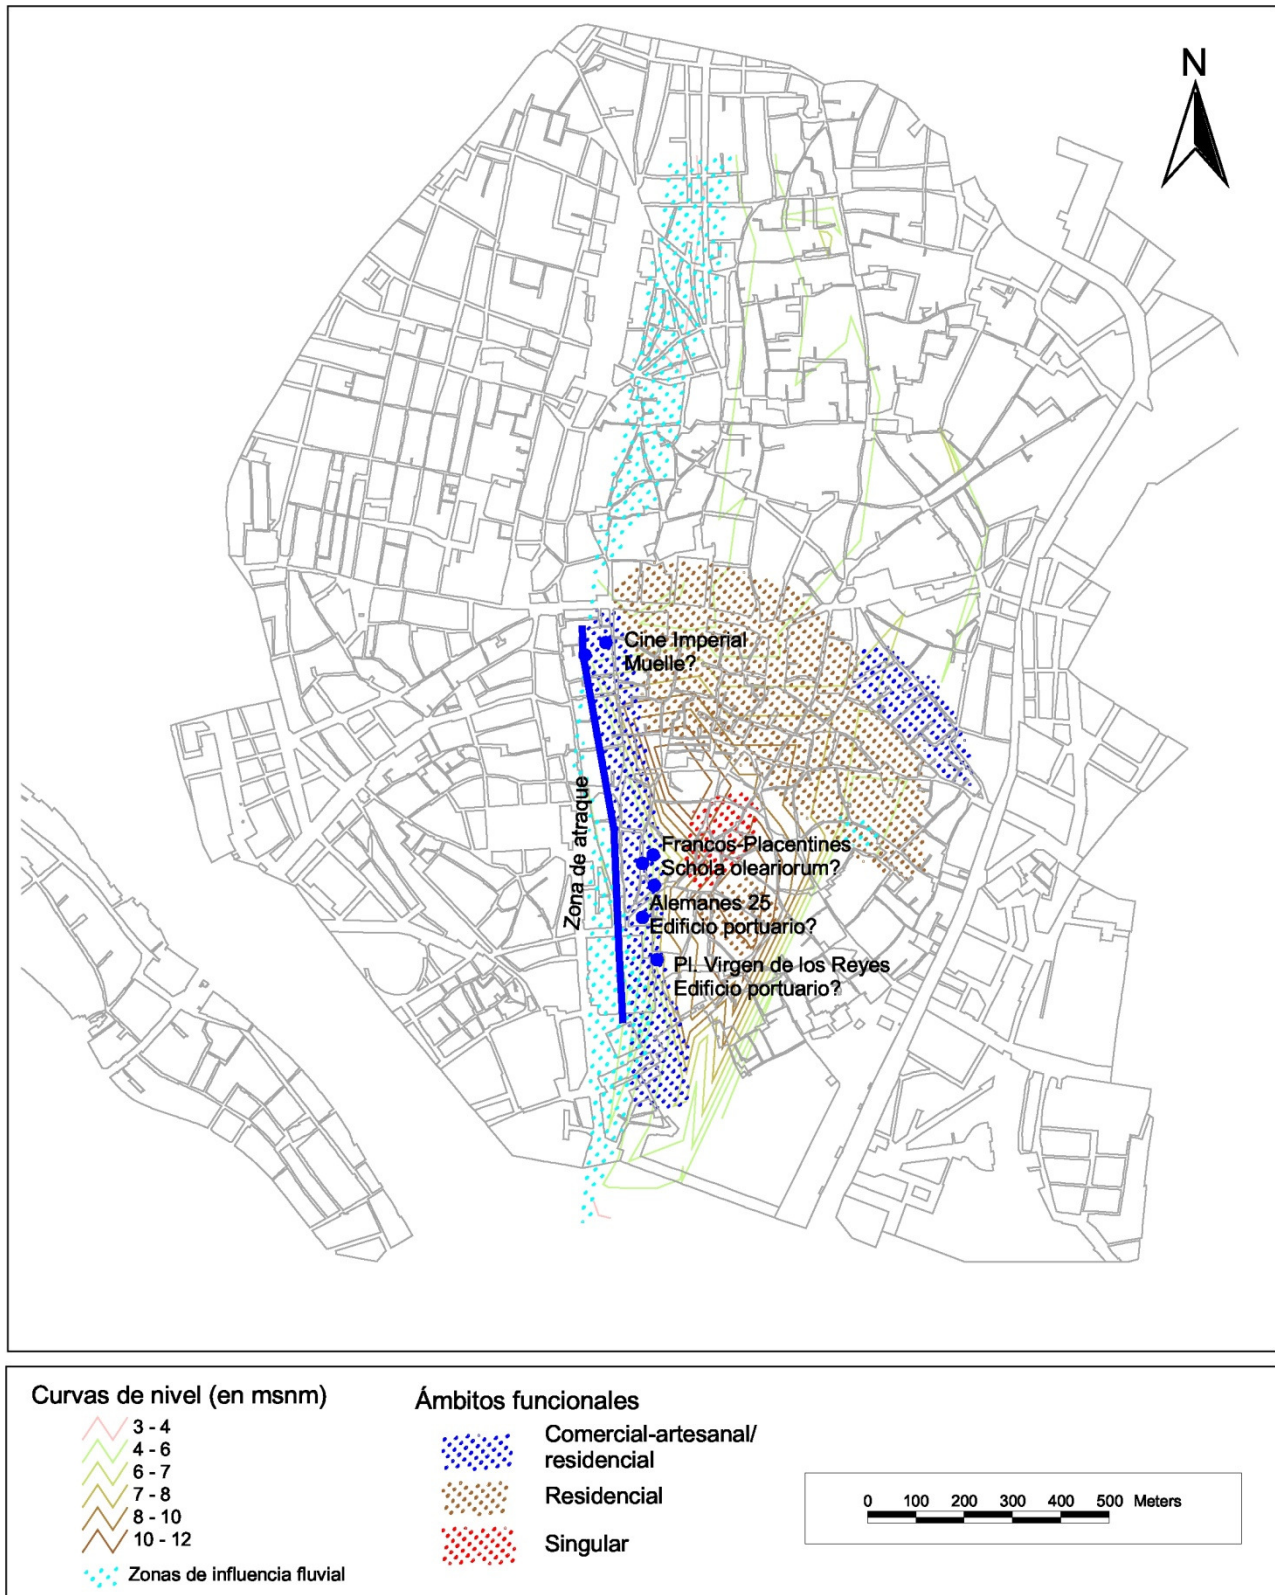 N
Cine Imperial
Muelle?
Zona de atraque
Francos-Placentines
Schola oleariorum?
Alemanes 25
Edificio portuario?
Pl. Virgen de los Reyes
Edificio portuario?
Curvas de nivel (en msnm)
3 - 4
4 - 6
6 - 7
7 - 8
8 - 10
10 - 12
Zonas de influencia fluvial
Ámbitos funcionales
Comercial-artesanal/
residencial
Residencial
Singular
0 100 200 300 400 500 Meters